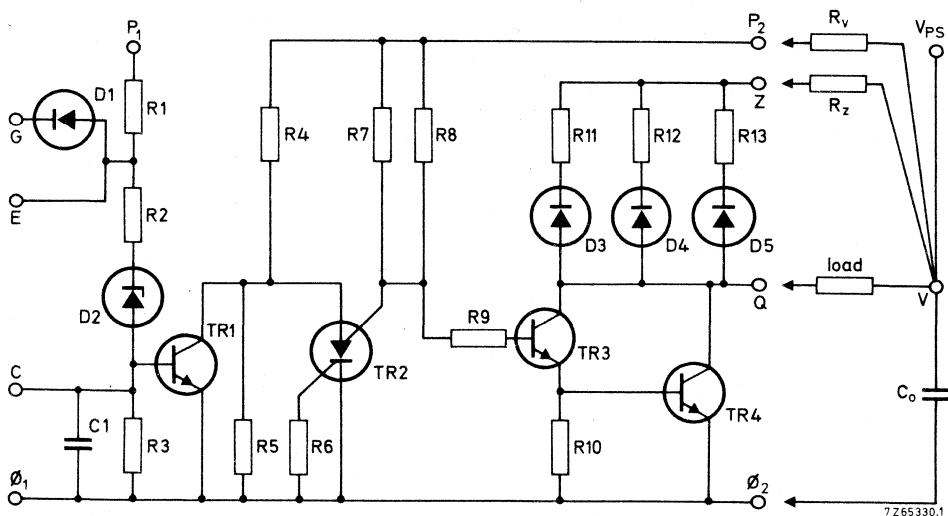 P1
D1
G
R1
E
R2
D2
TR1
C
C1
R3
Ø1
R4
R7
R8
R5
R6
TR2
R9
R11
R12
R13
D3
D4
D5
TR3
TR4
R10
P2
Z
Q
Ø2
Rv
Rz
load
VPS
V
Co
7Z65330.1